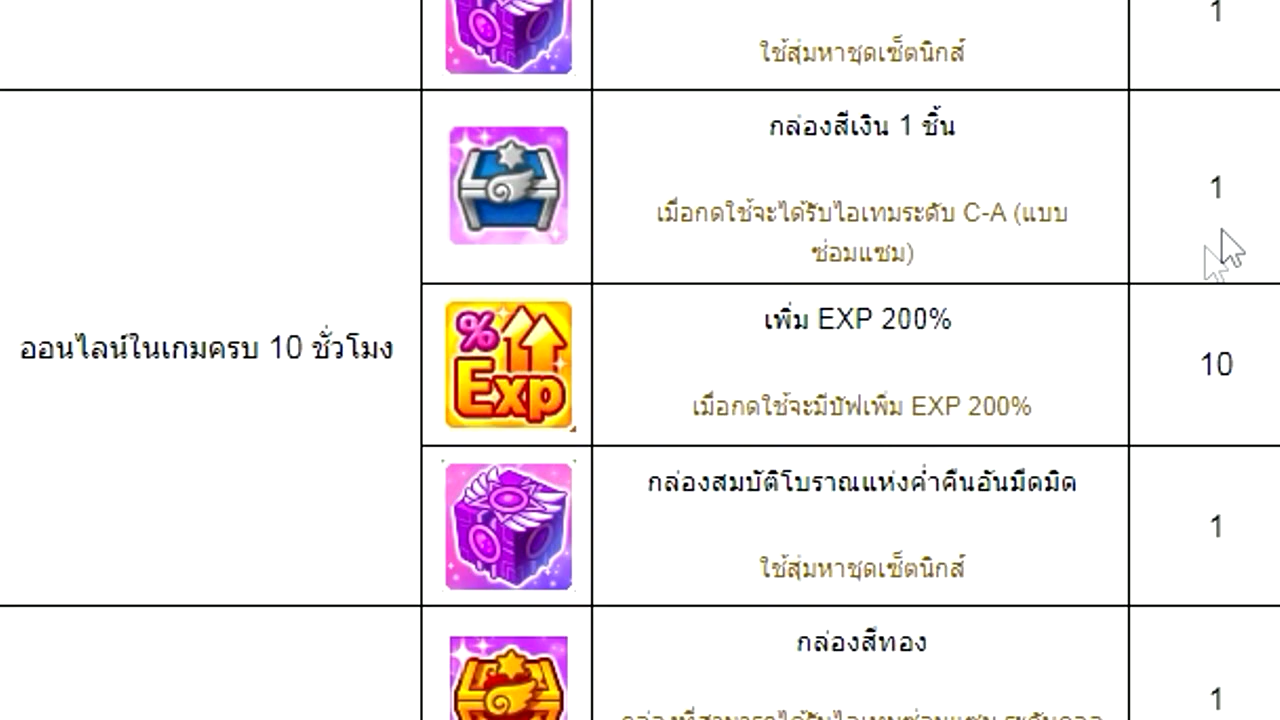 1
ใช้สุ่มหาชุดเซ็ตนิกส์
กล่องสีเงิน 1 ชิ้น
เมื่อกดใช้จะได้รับไอเทมระดับ C-A (แบบ
ซ่อมแซม)
1
ออนไลน์ในเกมครบ 10 ชั่วโมง
% Exp
เพิ่ม EXP 200%
เมื่อกดใช้จะมีบัฟเพิ่ม EXP 200%
10
กล่องสมบัติโบราณแห่งค่ำคืนอันมืดมิด
ใช้สุ่มหาชุดเซ็ตนิกส์
1
กล่องสีทอง
1